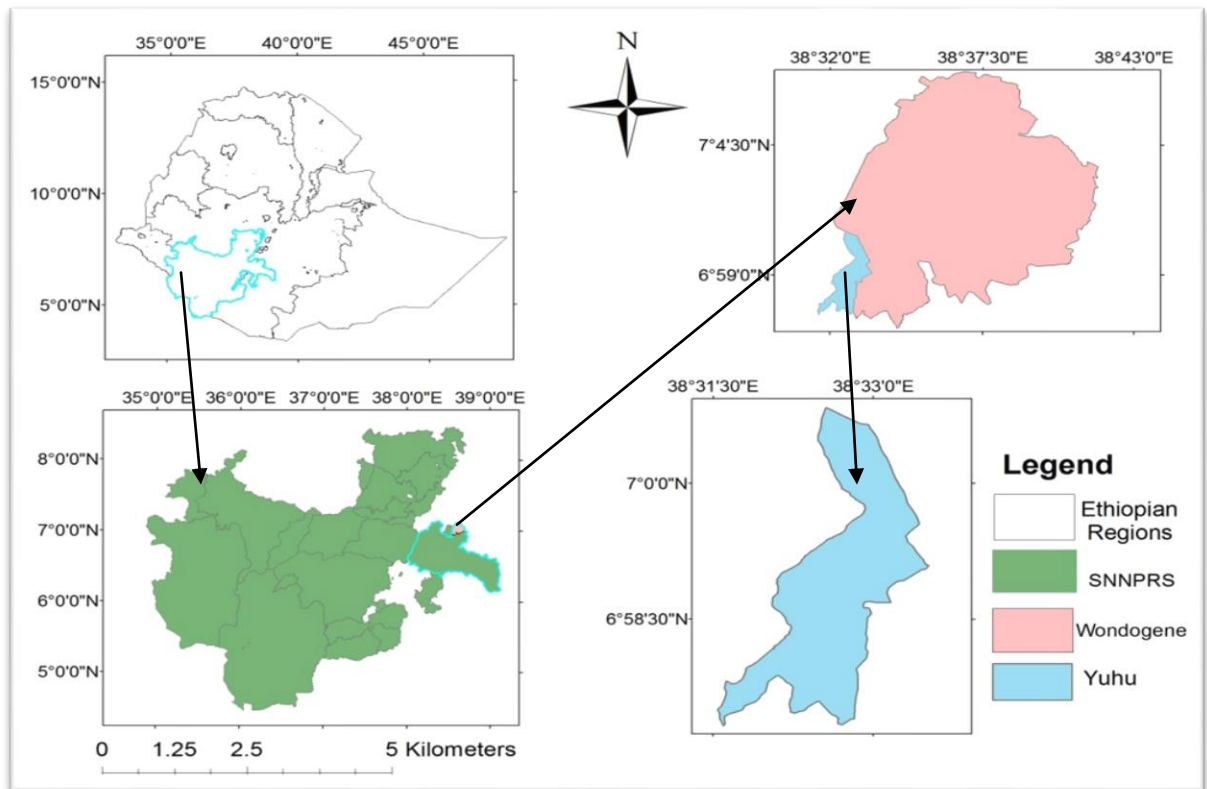 35°0'0"E 40°0'0"E 45°0'0"E
15°0'0"N
10°0'0"N
5°0'0"N
N
38°32'0"E 38°37'30"E 38°43'0"E
7°4'30"N
6°59'0"N
35°0'0"E 36°0'0"E 37°0'0"E 38°0'0"E 39°0'0"E
8°0'0"N
7°0'0"N
6°0'0"N
5°0'0"N
0 1.25 2.5 5 Kilometers
38°31'30"E 38°33'0"E
7°0'0"N
6°58'30"N
Legend
Ethiopian
Regions
SNNPRS
Wondogene
Yuhu